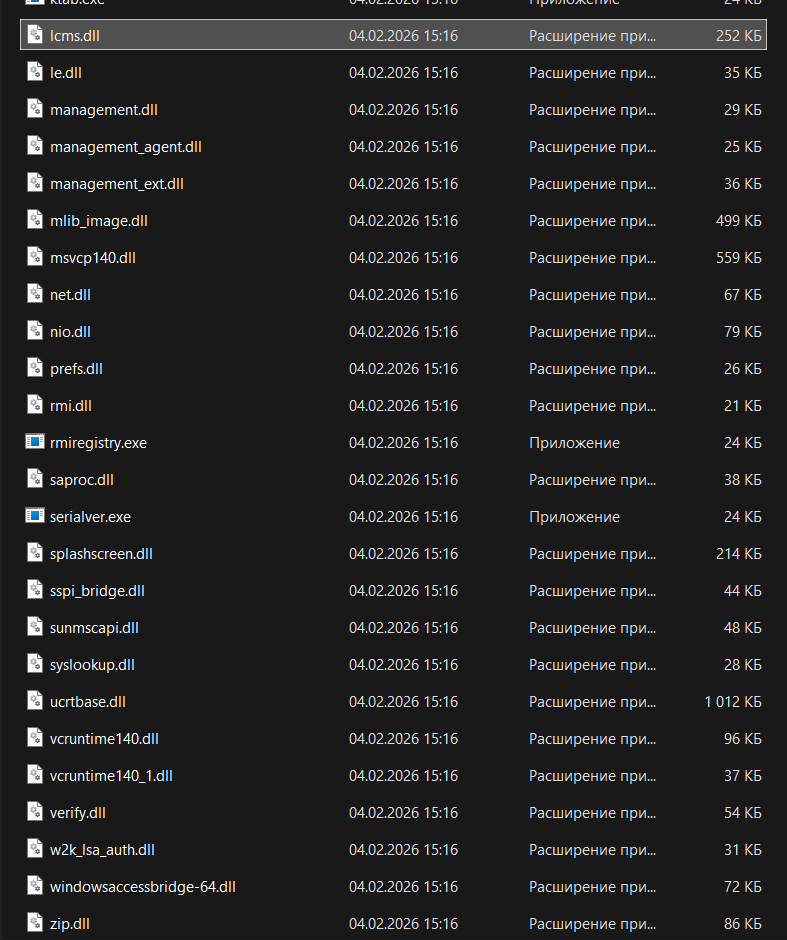 ktab.exe Приложение 24 КБ
lcms.dll 04.02.2026 15:16 Расширение при... 252 КБ
le.dll 04.02.2026 15:16 Расширение при... 35 КБ
management.dll 04.02.2026 15:16 Расширение при... 29 КБ
management_agent.dll 04.02.2026 15:16 Расширение при... 25 КБ
management_ext.dll 04.02.2026 15:16 Расширение при... 36 КБ
mlib_image.dll 04.02.2026 15:16 Расширение при... 499 КБ
msvcp140.dll 04.02.2026 15:16 Расширение при... 559 КБ
net.dll 04.02.2026 15:16 Расширение при... 67 КБ
nio.dll 04.02.2026 15:16 Расширение при... 79 КБ
prefs.dll 04.02.2026 15:16 Расширение при... 26 КБ
rmi.dll 04.02.2026 15:16 Расширение при... 21 КБ
rmiregistry.exe 04.02.2026 15:16 Приложение 24 КБ
saproc.dll 04.02.2026 15:16 Расширение при... 38 КБ
serialver.exe 04.02.2026 15:16 Приложение 24 КБ
splashscreen.dll 04.02.2026 15:16 Расширение при... 214 КБ
sspi_bridge.dll 04.02.2026 15:16 Расширение при... 44 КБ
sunmscapi.dll 04.02.2026 15:16 Расширение при... 48 КБ
syslookup.dll 04.02.2026 15:16 Расширение при... 28 КБ
ucrtbase.dll 04.02.2026 15:16 Расширение при... 1 012 КБ
vcruntime140.dll 04.02.2026 15:16 Расширение при... 96 КБ
vcruntime140_1.dll 04.02.2026 15:16 Расширение при... 37 КБ
verify.dll 04.02.2026 15:16 Расширение при... 54 КБ
w2k_lsa_auth.dll 04.02.2026 15:16 Расширение при... 31 КБ
windowsaccessbridge-64.dll 04.02.2026 15:16 Расширение при... 72 КБ
zip.dll 04.02.2026 15:16 Расширение при... 86 КБ